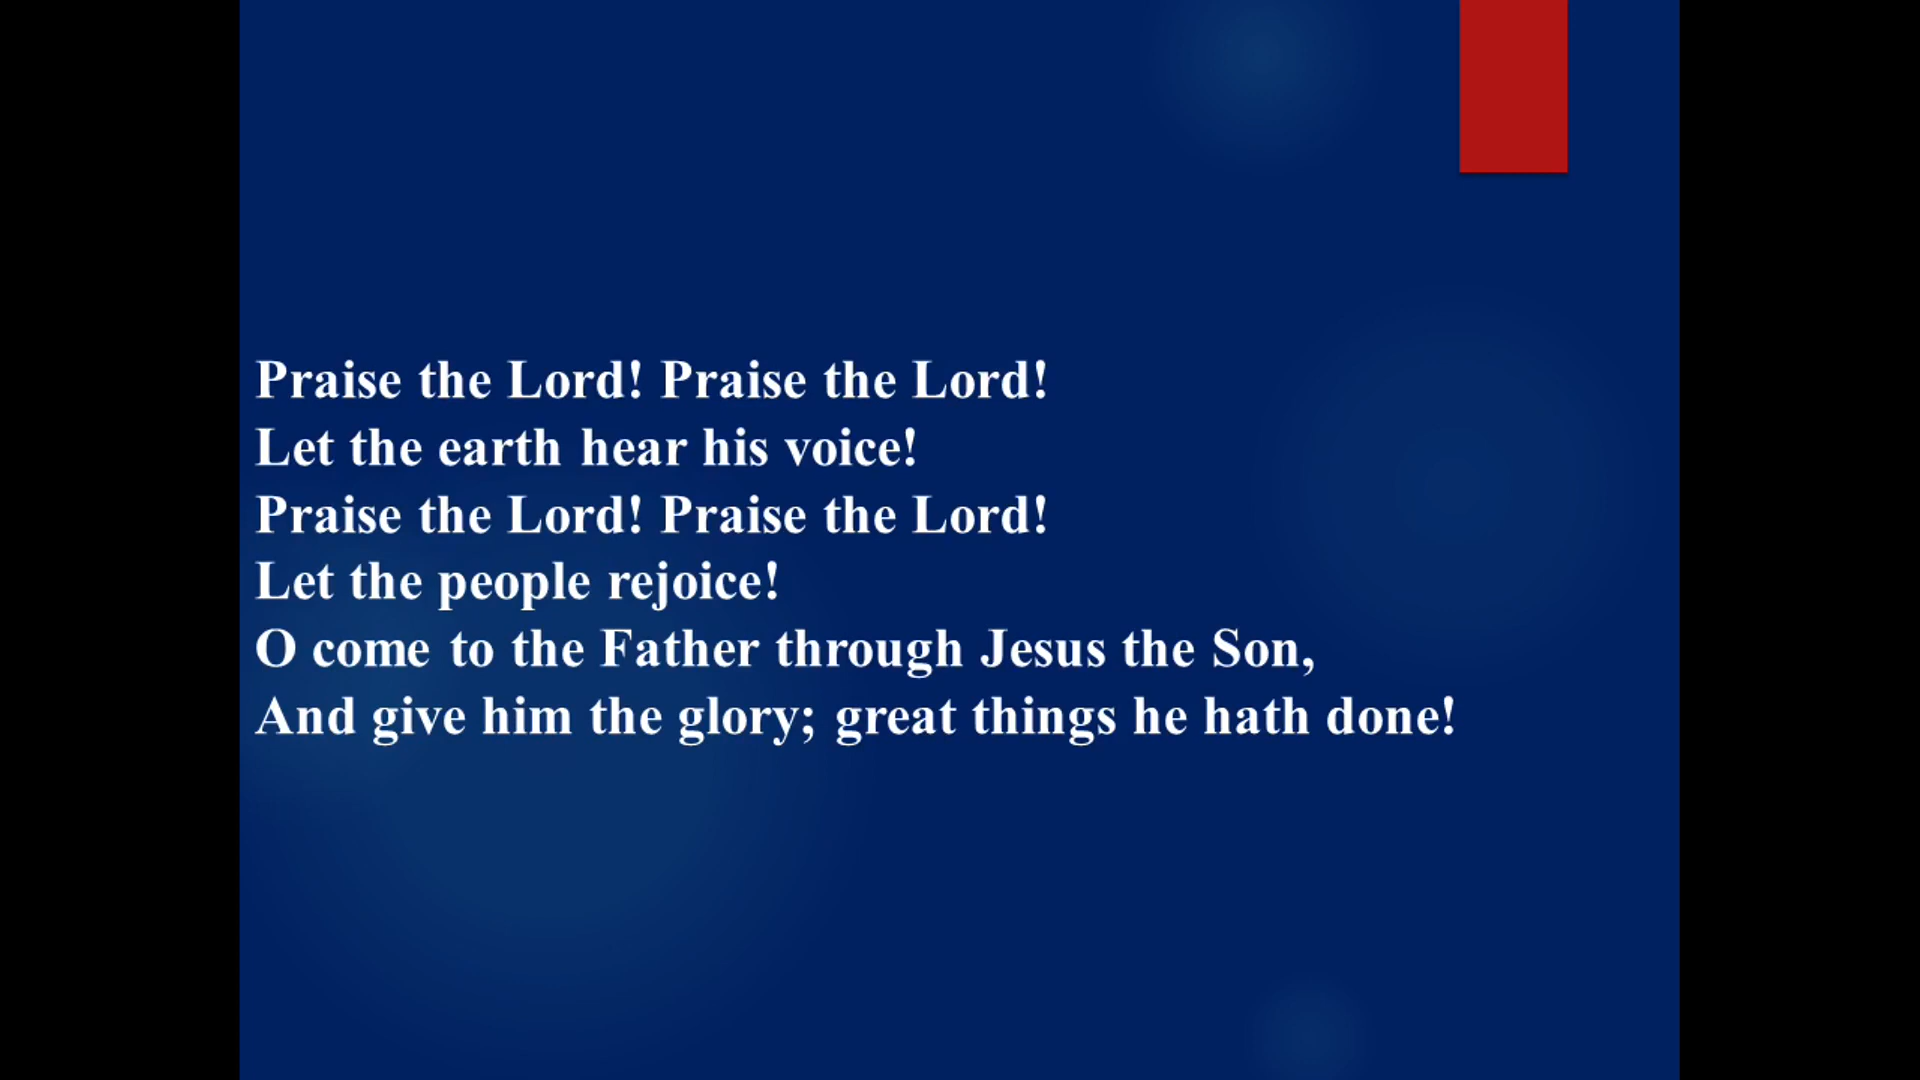 Praise the Lord! Praise the Lord!
Let the earth hear his voice!
Praise the Lord! Praise the Lord!
Let the people rejoice!
O come to the Father through Jesus the Son,
And give him the glory; great things he hath done!